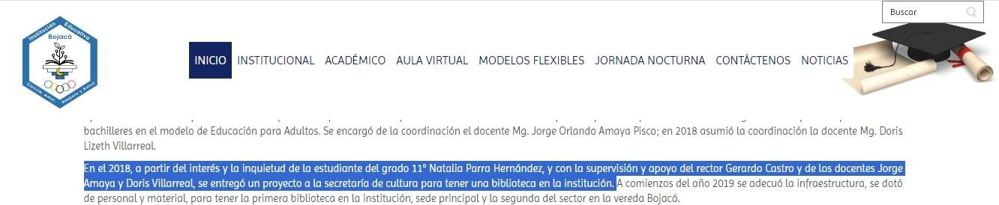 Buscar
Institución Educativa
Bojacá
Ciencia, Amor, Respeto y Salud
INICIO INSTITUCIONAL ACADÉMICO AULA VIRTUAL MODELOS FLEXIBLES JORNADA NOCTURNA CONTÁCTENOS NOTICIAS
bachilleres en el modelo de Educación para Adultos. Se encargó de la coordinación el docente Mg. Jorge Orlando Amaya Pisco; en 2018 asumió la coordinación la docente Mg. Doris
Lizeth Villarreal.
En el 2018, a partir del interés y la inquietud de la estudiante del grado 11° Natalia Parra Hernández, y con la supervisión y apoyo del rector Gerardo Castro y de los docentes Jorge
Amaya y Doris Villarreal, se entregó un proyecto a la secretaría de cultura para tener una biblioteca en la institución. A comienzos del año 2019 se adecuó la infraestructura, se dotó
de personal y material, para tener la primera biblioteca en la institución, sede principal y la segunda del sector en la vereda Bojacá.